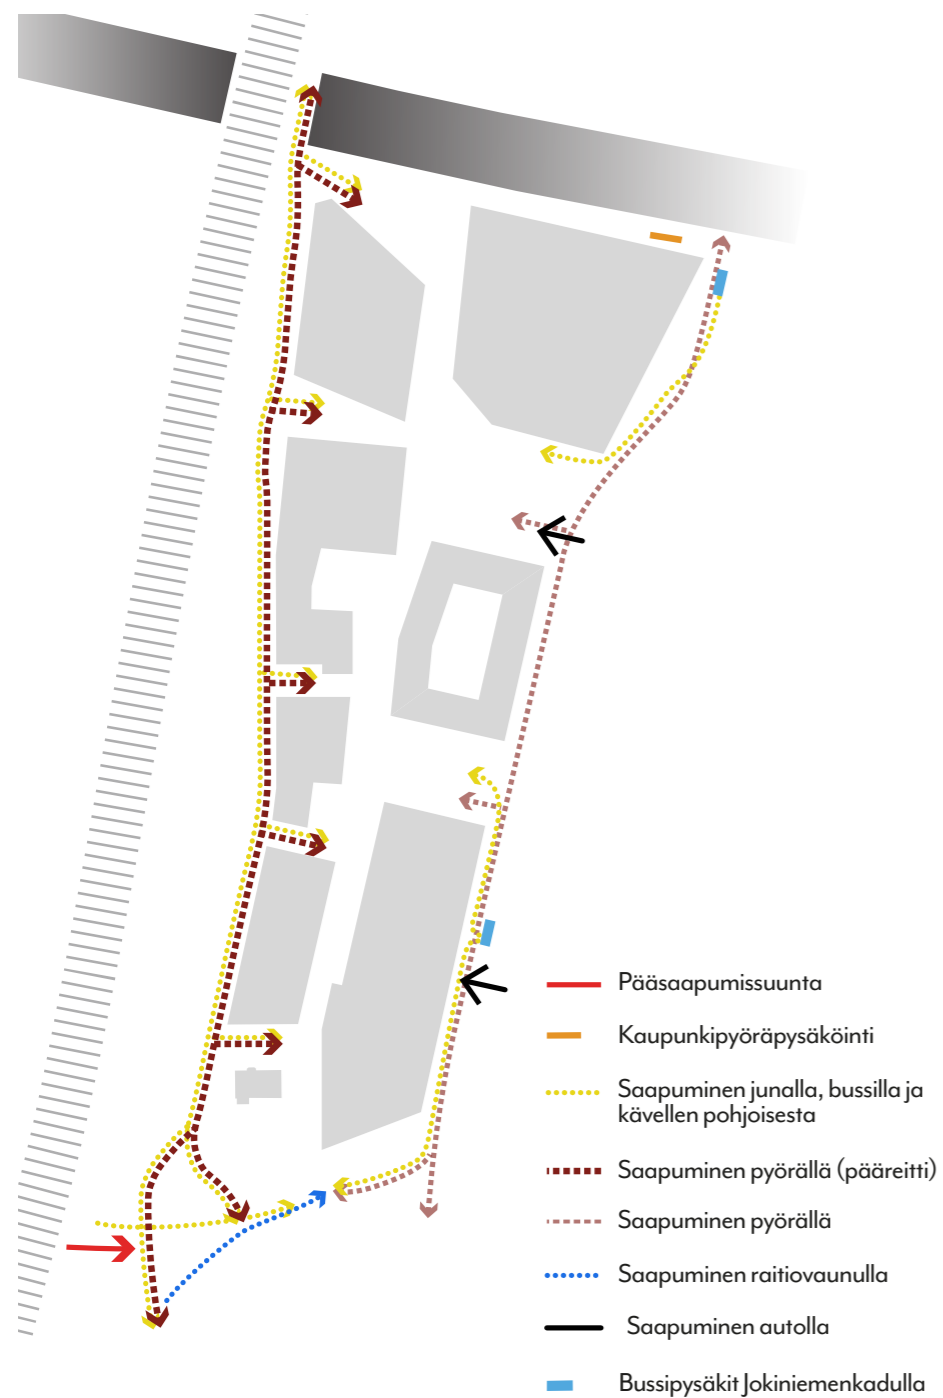 Pääsaapumissuunta
Kaupunkipyöräpysäköinti
Saapuminen junalla, bussilla ja
kävellen pohjoisesta
Saapuminen pyörällä (pääreitti)
Saapuminen pyörällä
Saapuminen raitiovaunulla
Saapuminen autolla
Bussipysäkit Jokiniemenkadulla